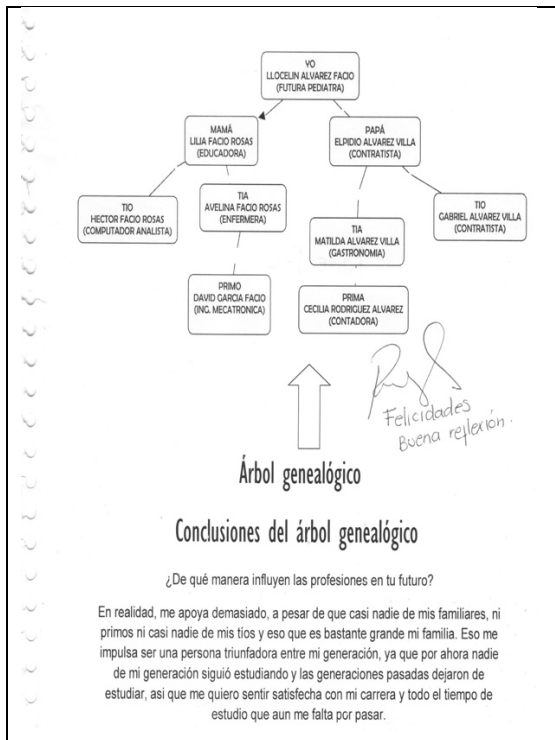 YO
LLOCELIN ALVAREZ FACIO
(FUTURA PEDIATRA)
MAMÁ
LILIA FACIO ROSAS
(EDUCADORA)
PAPÁ
ELPIDIO ALVAREZ VILLA
(CONTRATISTA)
TIO
HECTOR FACIO ROSAS
(COMPUTADOR ANALISTA)
TIA
AVELINA FACIO ROSAS
(ENFERMERA)
TIA
MATILDA ALVAREZ VILLA
(GASTRONOMIA)
TIO
GABRIEL ALVAREZ VILLA
(CONTRATISTA)
PRIMO
DAVID GARCIA FACIO
(ING. MECATRONICA)
PRIMA
CECILIA RODRIGUEZ ALVAREZ
(CONTADORA)
Felicidades
Buena reflexión.
Árbol genealógico
Conclusiones del árbol genealógico
¿De qué manera influyen las profesiones en tu futuro?
En realidad, me apoya demasiado, a pesar de que casi nadie de mis familiares, ni
primos ni casi nadie de mis tíos y eso que es bastante grande mi familia. Eso me
impulsa ser una persona triunfadora entre mi generación, ya que por ahora nadie
de mi generación siguió estudiando y las generaciones pasadas dejaron de
estudiar, asi que me quiero sentir satisfecha con mi carrera y todo el tiempo de
estudio que aun me falta por pasar.